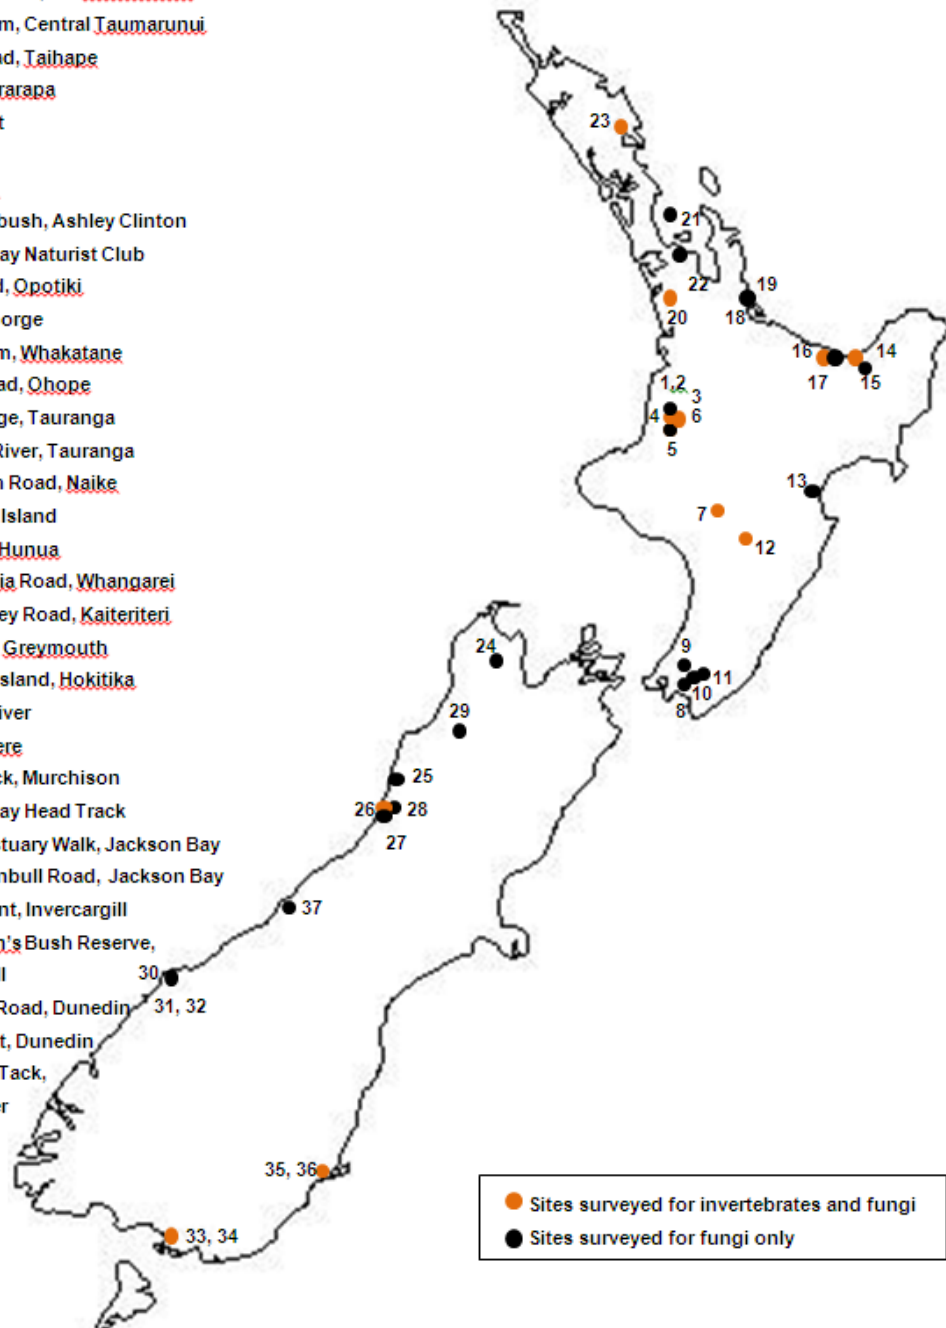 m, Central Taumarunui
d, Taihape
rarapa
t
bush, Ashley Clinton
ay Naturist Club
l, Opotiki
orge
m, Whakatane
ad, Ohope
ge, Tauranga
River, Tauranga
n Road, Naike
Island
Hunua
ia Road, Whangarei
ey Road, Kaiteriteri
Greymouth
sland, Hokitika
iver
ere
ck, Murchison
ay Head Track
stuary Walk, Jackson Bay
nbull Road, Jackson Bay
nt, Invercargill
n's Bush Reserve,
ll
Road, Dunedin
t, Dunedin
Tack,
r
23
21
22
20
19
18
16
14
17
15
1,2
3
4
6
5
13
7
12
9
11
10
8
24
29
25
26
28
27
37
30
31, 32
35, 36
33, 34
Sites surveyed for invertebrates and fungi
Sites surveyed for fungi only